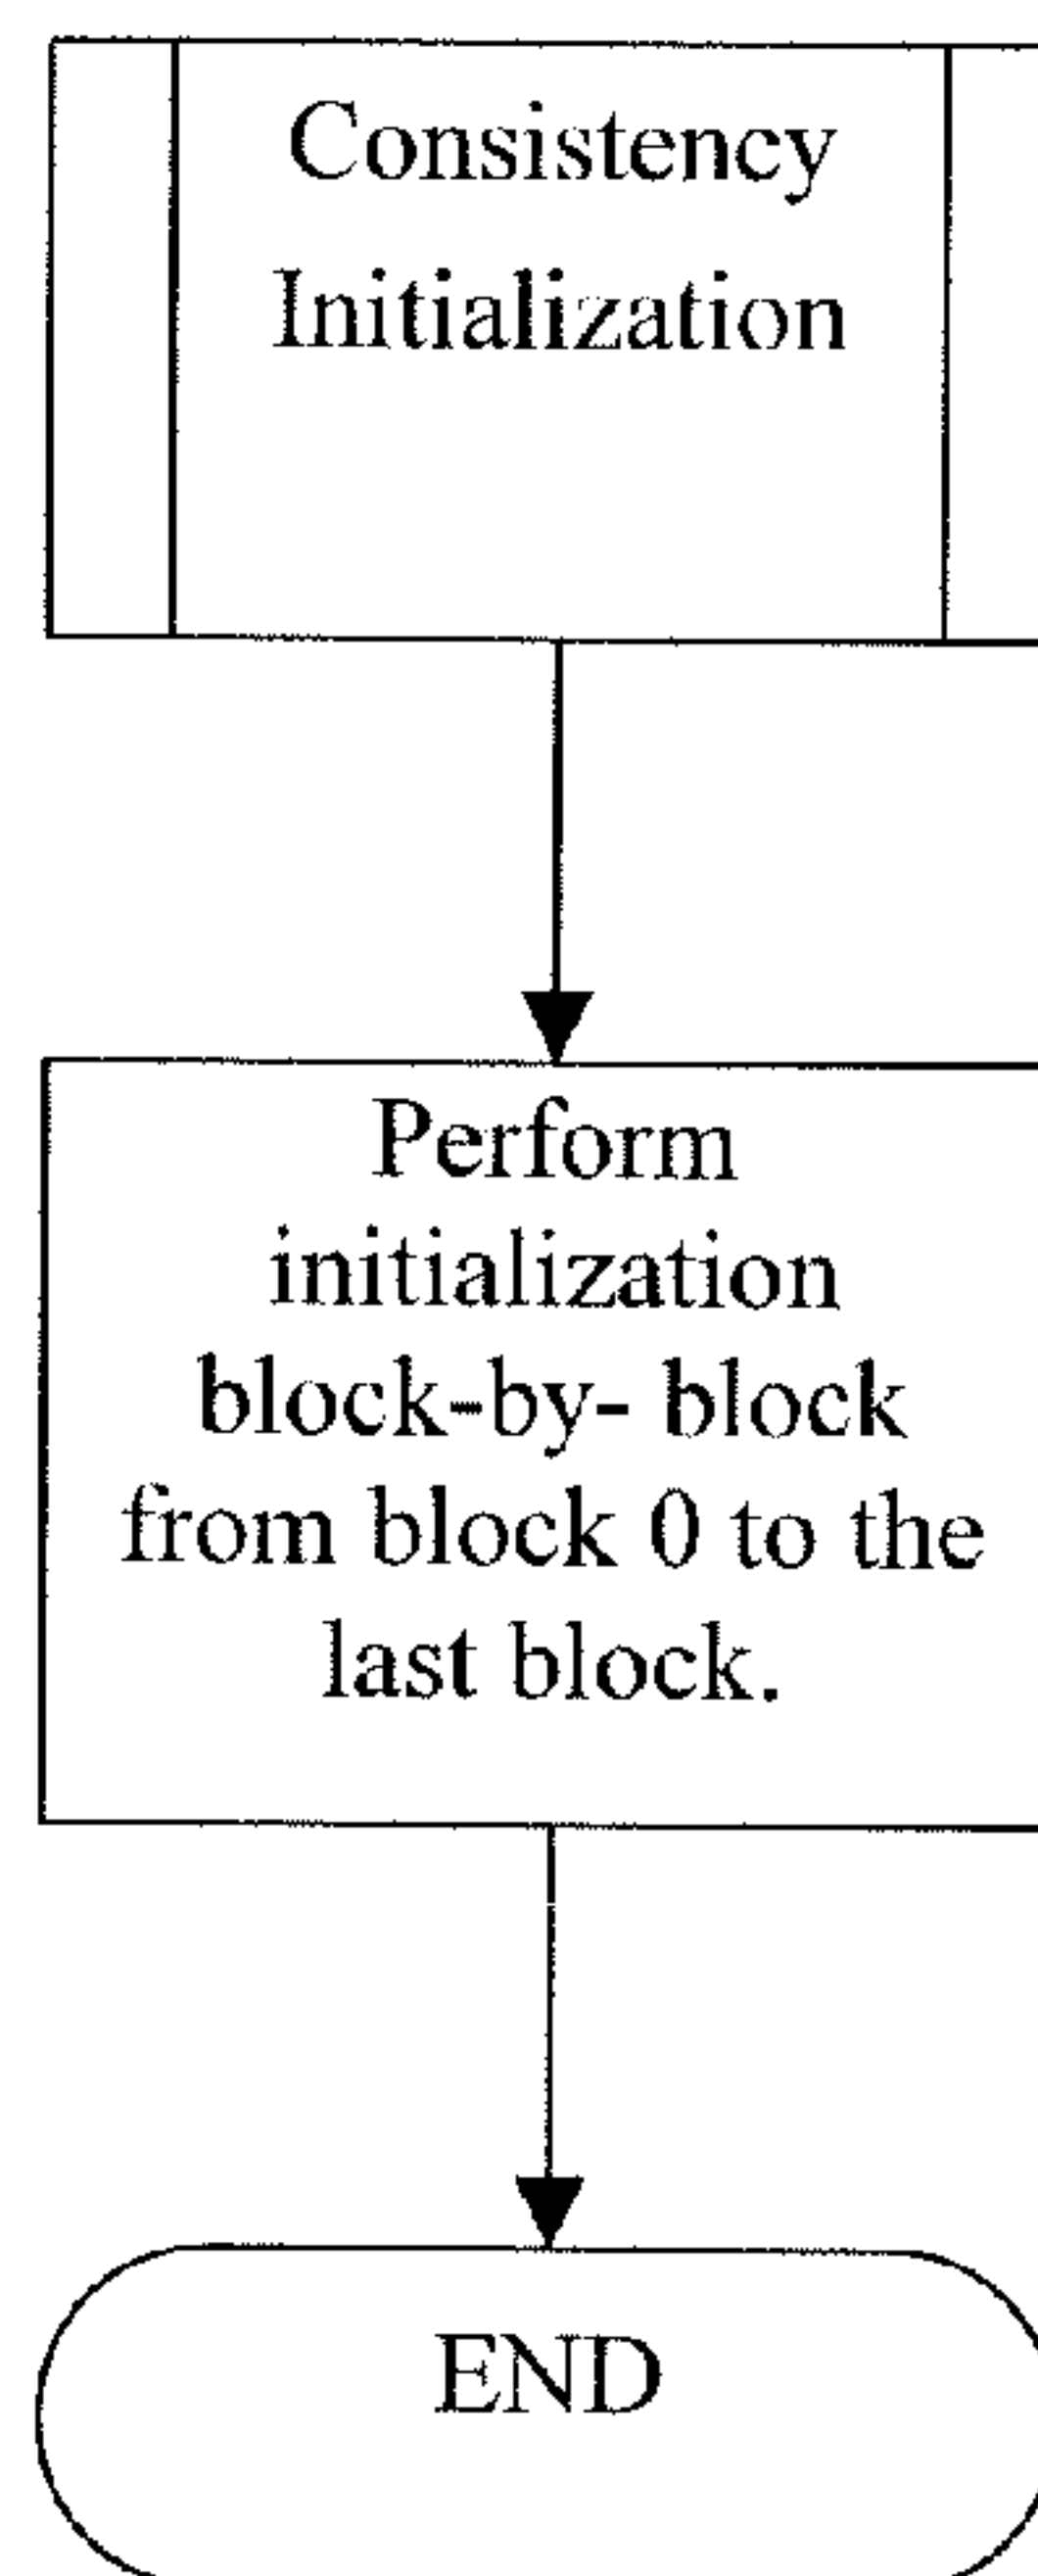 Consistency
Initialization
Perform
initialization
block-by- block
from block 0 to the
last block.
END